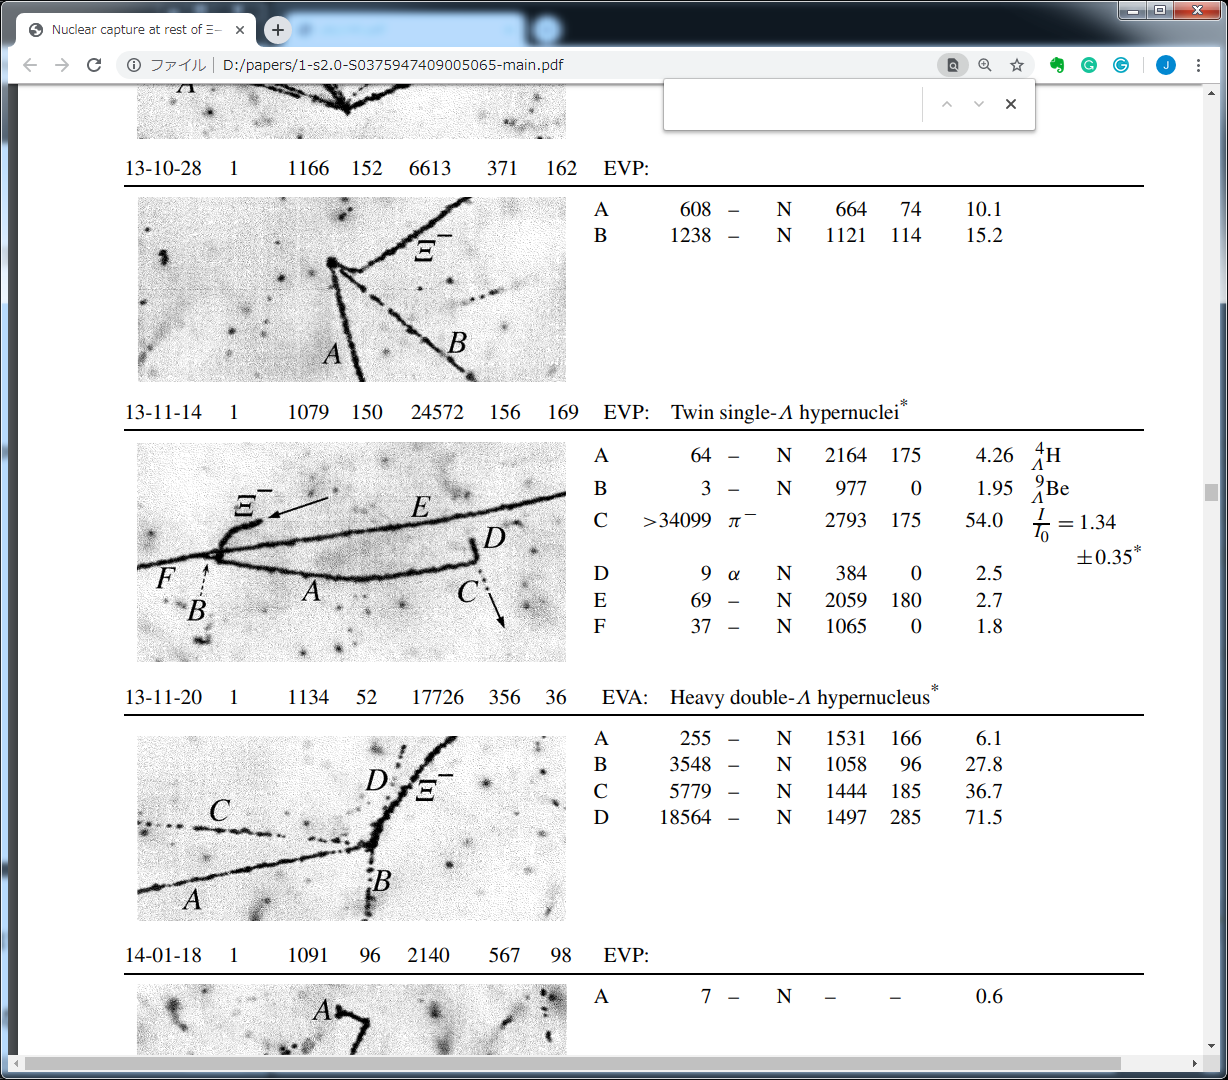 Nuclear capture at rest of Ξ−
ファイル | D:/papers/1-s2.0-S0375947409005065-main.pdf
J
A
13-10-28 1 1166 152 6613 371 162 EVP:
Ξ−
A
B
A 608 – N 664 74 10.1
B 1238 – N 1121 114 15.2
13-11-14 1 1079 150 24572 156 169 EVP: Twin single-Λ hypernuclei*
Ξ−
E
D
F
A
C
B
A 64 – N 2164 175 4.26 ⁴ΛH
B 3 – N 977 0 1.95 ⁹ΛBe
C >34099 π− 2793 175 54.0 I/I0 = 1.34
±0.35*
D 9 α N 384 0 2.5
E 69 – N 2059 180 2.7
F 37 – N 1065 0 1.8
13-11-20 1 1134 52 17726 356 36 EVA: Heavy double-Λ hypernucleus*
D
Ξ−
C
B
A
A 255 – N 1531 166 6.1
B 3548 – N 1058 96 27.8
C 5779 – N 1444 185 36.7
D 18564 – N 1497 285 71.5
14-01-18 1 1091 96 2140 567 98 EVP:
A
A 7 – N – – 0.6